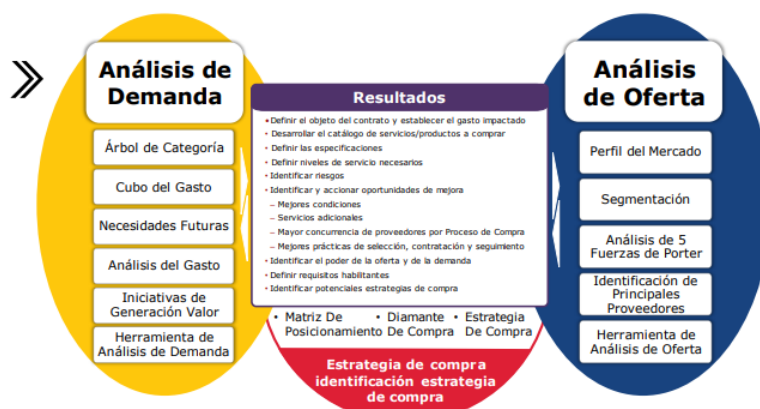 Análisis de
Demanda
Árbol de Categoría
Cubo del Gasto
Necesidades Futuras
Análisis del Gasto
Iniciativas de
Generación Valor
Herramienta de
Análisis de Demanda
Resultados
•Definir el objeto del contrato y establecer el gasto impactado
• Desarrollar el catálogo de servicios/productos a comprar
• Definir las especificaciones
• Definir niveles de servicio necesarios
• Identificar riesgos
• Identificar y accionar oportunidades de mejora
– Mejores condiciones
– Servicios adicionales
– Mayor concurrencia de proveedores por Proceso de Compra
– Mejores prácticas de selección, contratación y seguimiento
• Identificar el poder de la oferta y de la demanda
• Definir requisitos habilitantes
• Identificar potenciales estrategias de compra
• Matriz De
Posicionamiento
• Diamante
De Compra
• Estrategia
De Compra
Estrategia de compra
identificación estrategia
de compra
Análisis
de Oferta
Perfil del Mercado
Segmentación
Análisis de 5
Fuerzas de Porter
Identificación de
Principales
Proveedores
Herramienta de
Análisis de Oferta